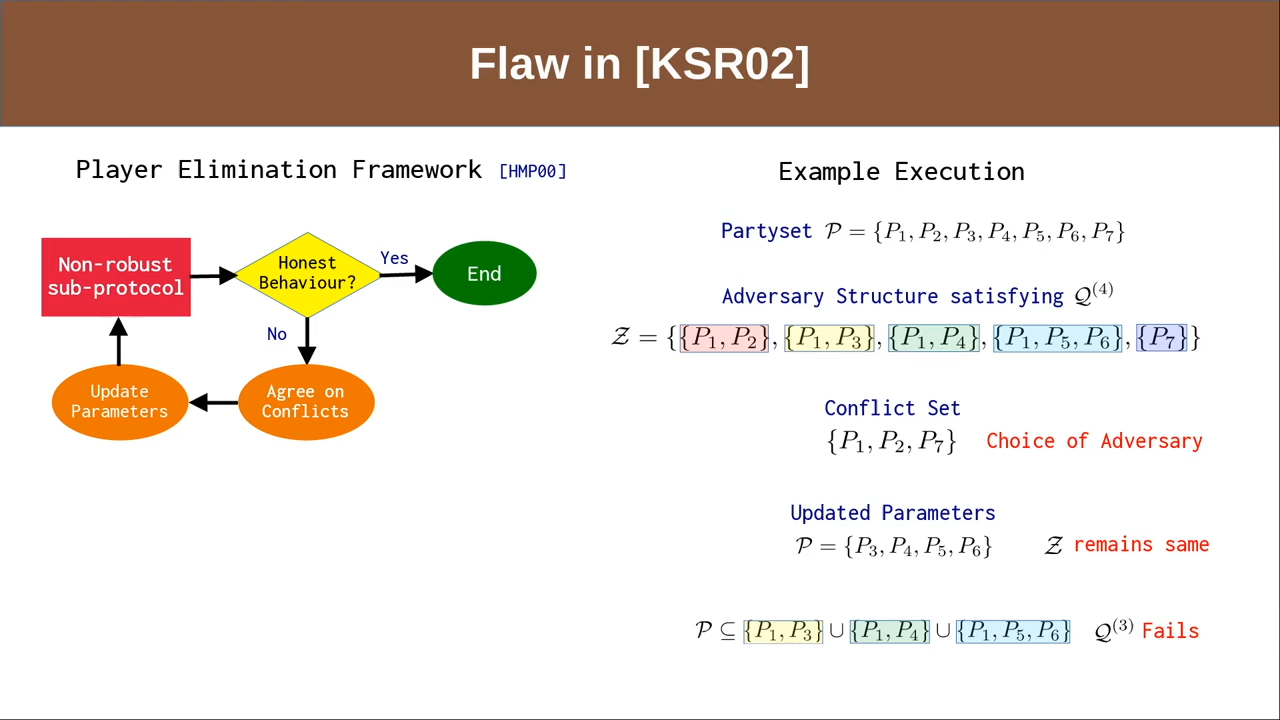 Flaw in [KSR02]
Player Elimination Framework [HMP00]
Non-robust
sub-protocol
Honest
Behaviour?
Yes
End
No
Update
Parameters
Agree on
Conflicts
Example Execution
Partyset 𝒫 = {P₁, P₂, P₃, P₄, P₅, P₆, P₇}
Adversary Structure satisfying 𝒬⁽⁴⁾
𝒵 = {{P₁, P₂}, {P₁, P₃}, {P₁, P₄}, {P₁, P₅, P₆}, {P₇}}
Conflict Set
{P₁, P₂, P₇} Choice of Adversary
Updated Parameters
𝒫 = {P₃, P₄, P₅, P₆} 𝒵 remains same
𝒫 ⊆ {P₁, P₃} ∪ {P₁, P₄} ∪ {P₁, P₅, P₆} 𝒬⁽³⁾ Fails